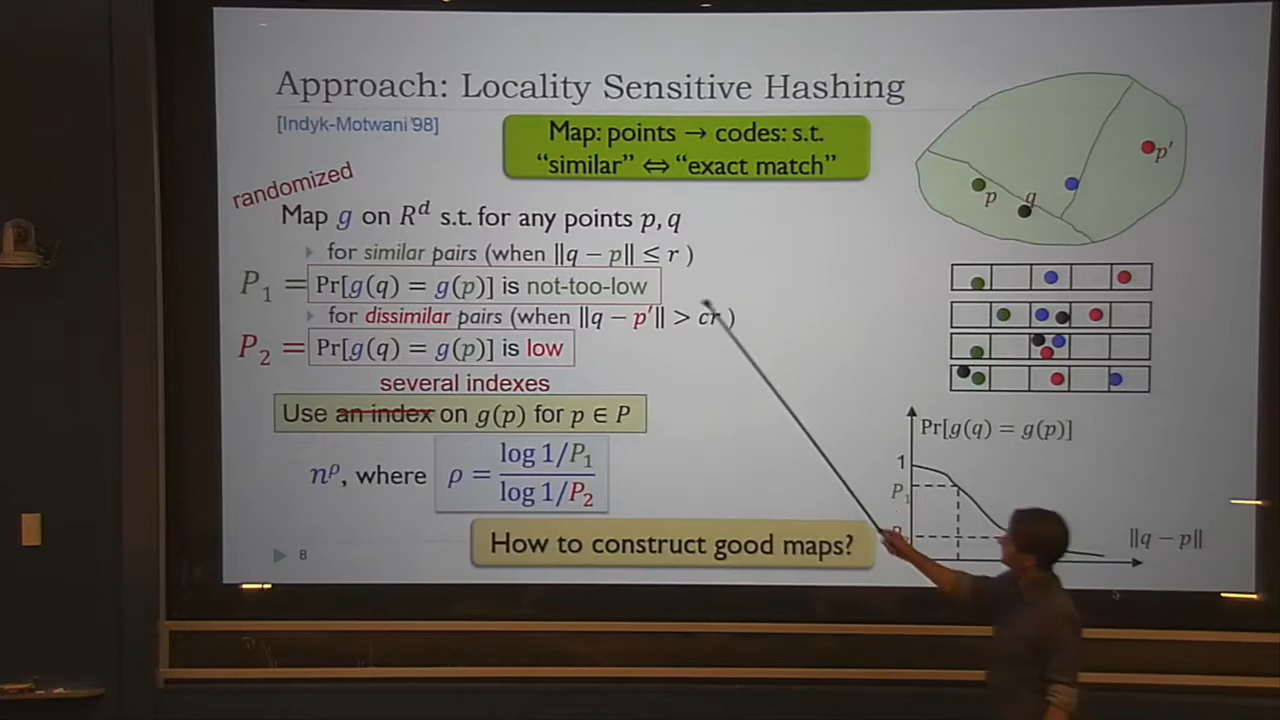 Approach: Locality Sensitive Hashing
[Indyk-Motwani'98]
Map: points → codes: s.t.
“similar” ⇔ “exact match”
randomized
Map g on R^d s.t. for any points p, q
for similar pairs (when ||q − p|| ≤ r )
P_1 = Pr[g(q) = g(p)] is not-too-low
for dissimilar pairs (when ||q − p′|| > cr )
P_2 = Pr[g(q) = g(p)] is low
several indexes
Use an index on g(p) for p ∈ P
n^ρ, where ρ = log 1/P_1
log 1/P_2
How to construct good maps?
8
p
q
p′
Pr[g(q) = g(p)]
1
P_1
||q − p||